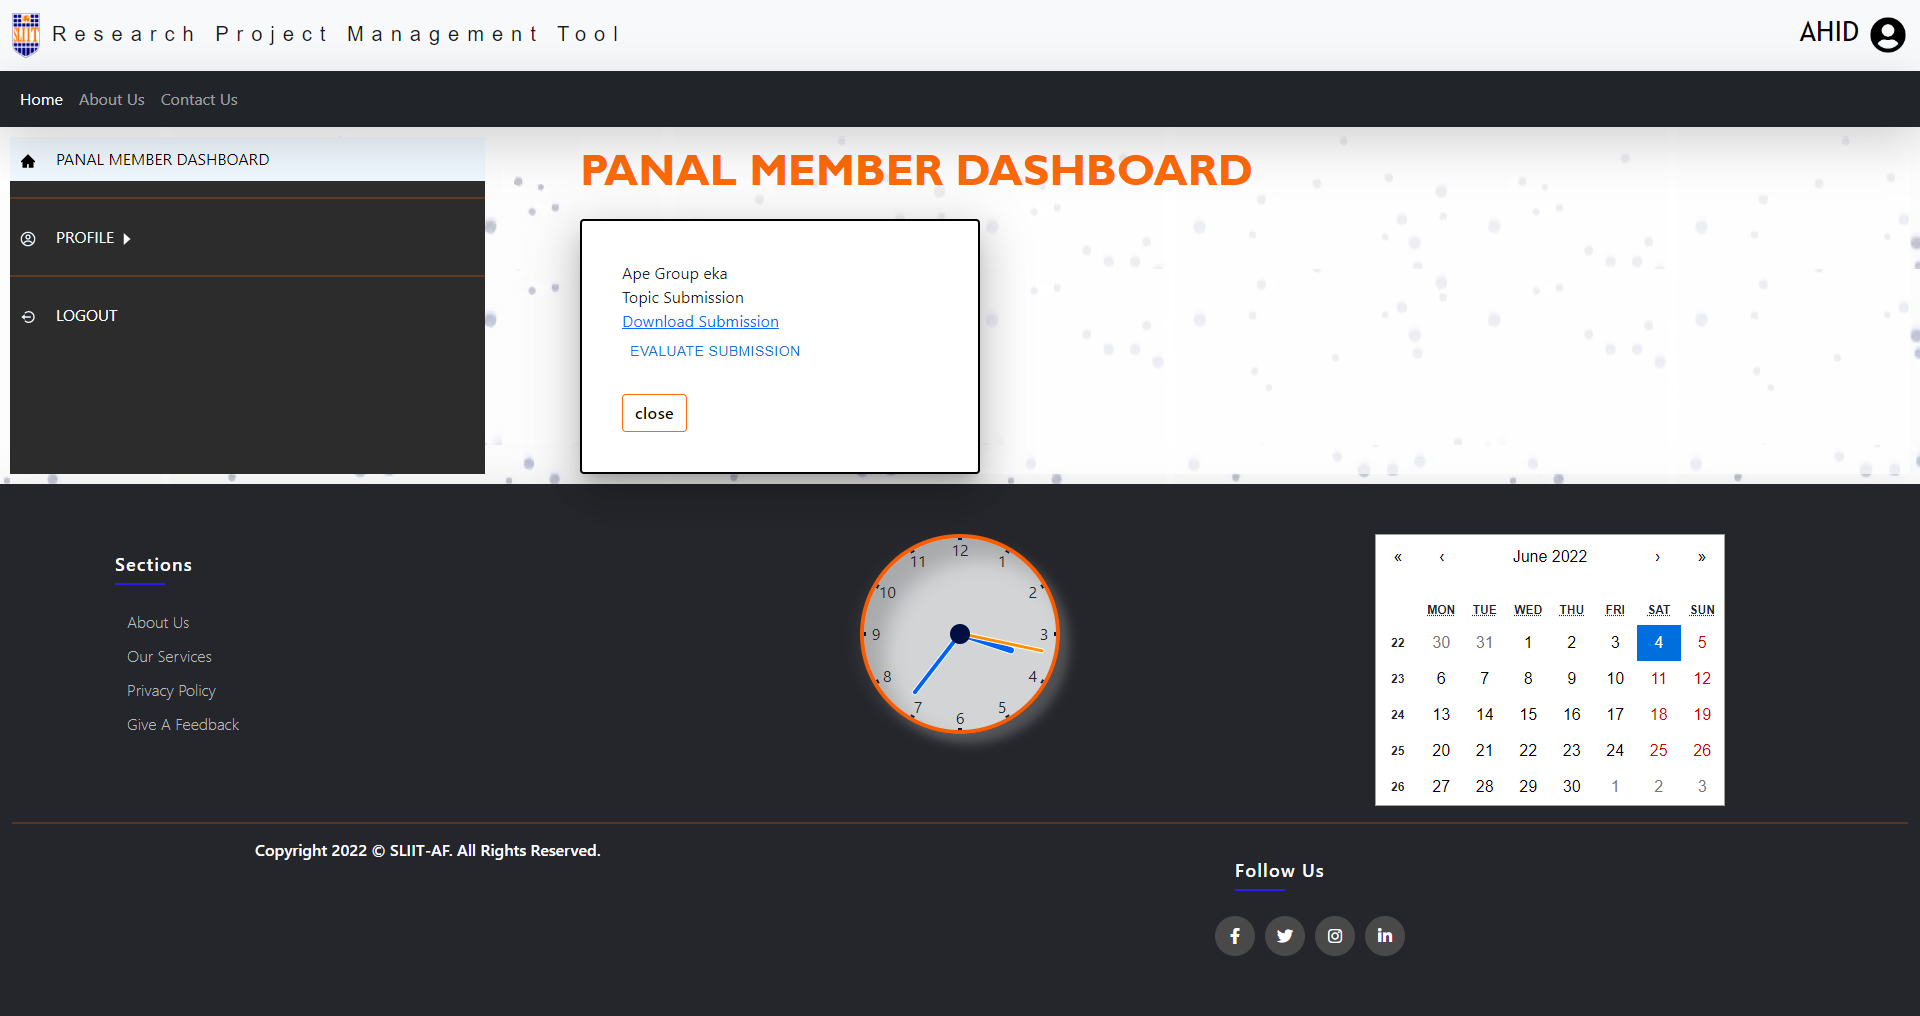 SLIIT
Research Project Management Tool
AHID
Home About Us Contact Us
PANAL MEMBER DASHBOARD
PROFILE
LOGOUT
PANAL MEMBER DASHBOARD
Ape Group eka
Topic Submission
Download Submission
EVALUATE SUBMISSION
close
Sections
About Us
Our Services
Privacy Policy
Give A Feedback
12
1
2
3
4
5
6
7
8
9
10
11
« ‹ June 2022 › »
MON TUE WED THU FRI SAT SUN
22 30 31 1 2 3 4 5
23 6 7 8 9 10 11 12
24 13 14 15 16 17 18 19
25 20 21 22 23 24 25 26
26 27 28 29 30 1 2 3
Copyright 2022 © SLIIT-AF. All Rights Reserved.
Follow Us